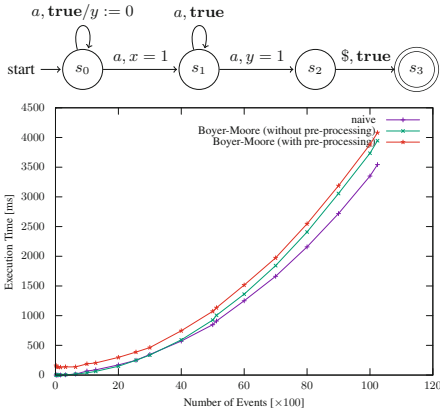 a, true/y := 0
a, true
start
s0
a, x = 1
s1
a, y = 1
s2
$, true
s3
4500
4000
3500
3000
2500
2000
1500
1000
500
0
Execution Time [ms]
naive
Boyer-Moore (without pre-processing)
Boyer-Moore (with pre-processing)
0 20 40 60 80 100 120
Number of Events [×100]